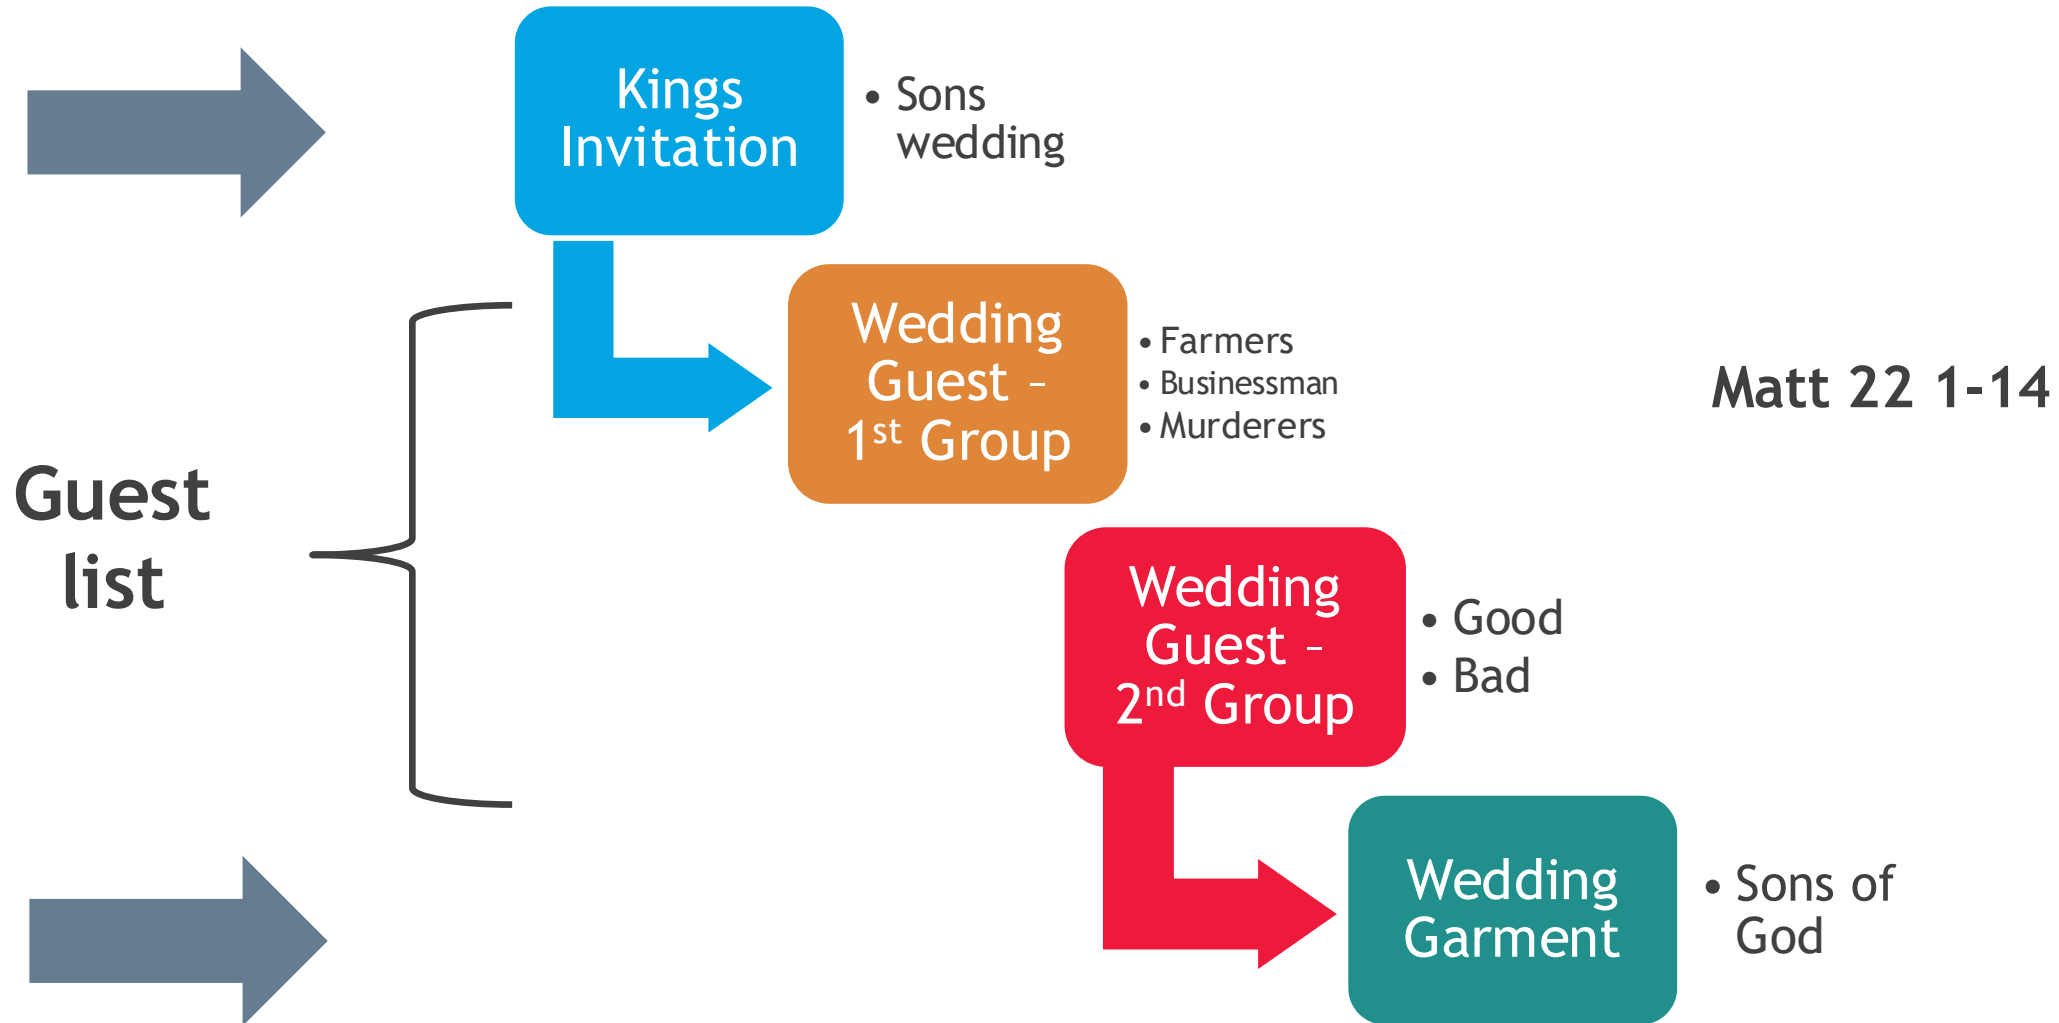 Kings
Invitation
• Sons
wedding
Wedding
Guest –
1st Group
• Farmers
• Businessman
• Murderers
Matt 22 1-14
Guest
list
Wedding
Guest –
2nd Group
• Good
• Bad
Wedding
Garment
• Sons of
God